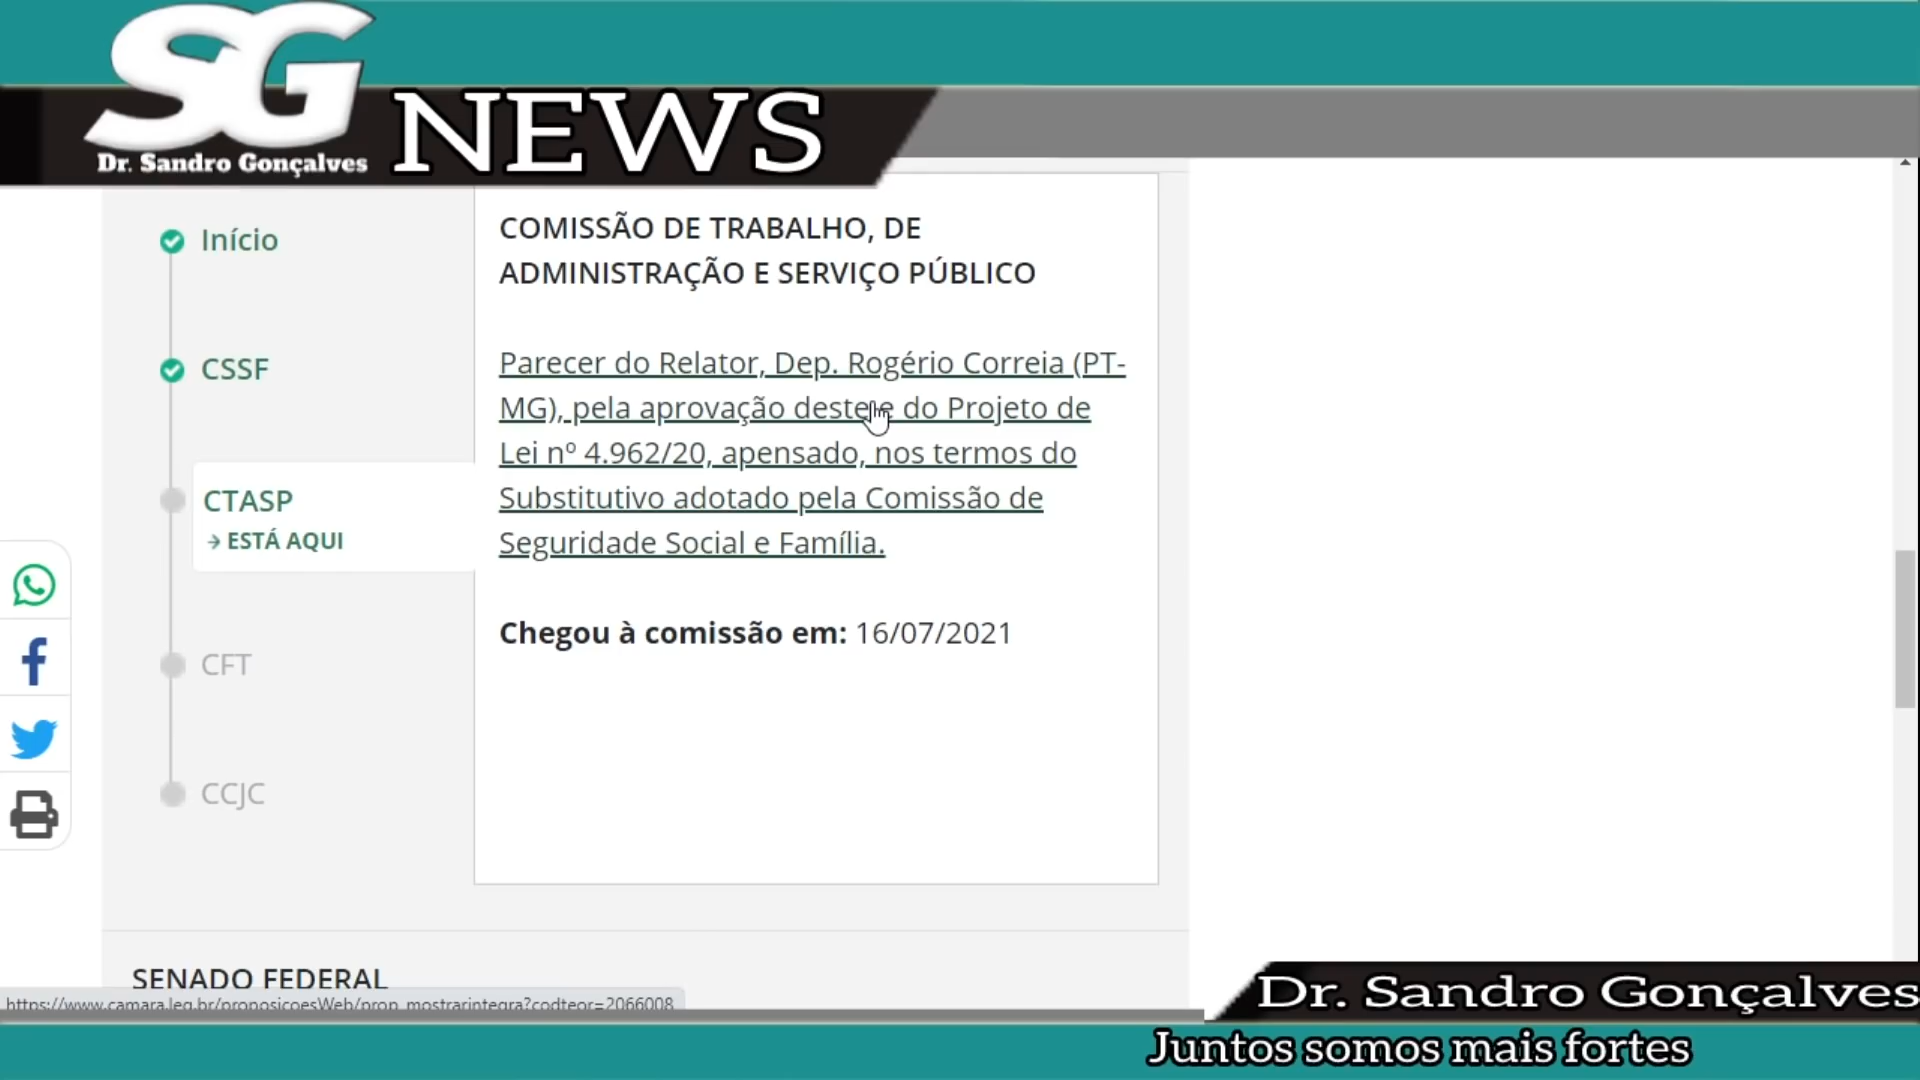 SG
Dr. Sandro Gonçalves
NEWS
Início
CSSF
CTASP
→ ESTÁ AQUI
CFT
CCJC
COMISSÃO DE TRABALHO, DE
ADMINISTRAÇÃO E SERVIÇO PÚBLICO
Parecer do Relator, Dep. Rogério Correia (PT-
MG), pela aprovação deste e do Projeto de
Lei nº 4.962/20, apensado, nos termos do
Substitutivo adotado pela Comissão de
Seguridade Social e Família.
Chegou à comissão em: 16/07/2021
SENADO FEDERAL
https://www.camara.leg.br/proposicoesWeb/prop_mostrarintegra?codteor=2066008
Dr. Sandro Gonçalves
Juntos somos mais fortes